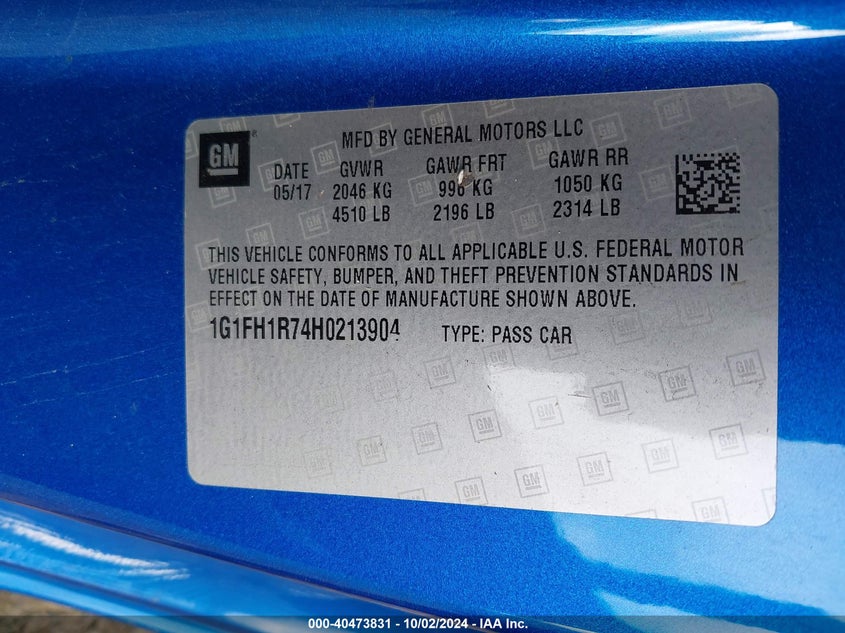 GM
MFD BY GENERAL MOTORS LLC
DATE GVWR GAWR FRT GAWR RR
05/17 2046 KG 996 KG 1050 KG
4510 LB 2196 LB 2314 LB
THIS VEHICLE CONFORMS TO ALL APPLICABLE U.S. FEDERAL MOTOR
VEHICLE SAFETY, BUMPER, AND THEFT PREVENTION STANDARDS IN
EFFECT ON THE DATE OF MANUFACTURE SHOWN ABOVE.
1G1FH1R74H0213904 TYPE: PASS CAR
000-40473831 - 10/02/2024 - IAA Inc.